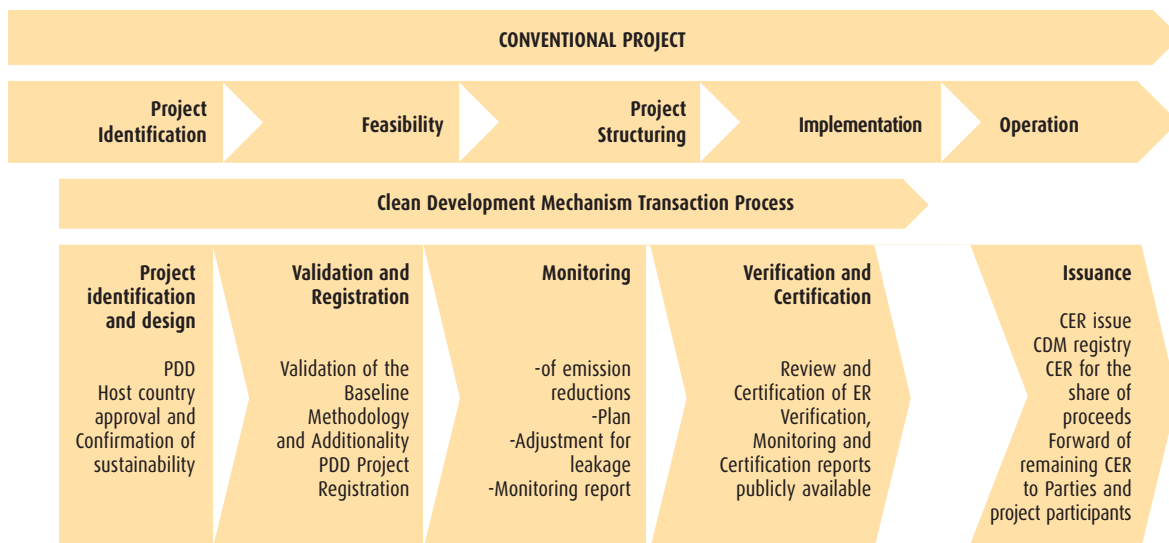 CONVENTIONAL PROJECT
Project
Identification
Feasibility
Project
Structuring
Implementation
Operation
Clean Development Mechanism Transaction Process
Project
identification
and design
PDD
Host country
approval and
Confirmation of
sustainability
Validation and
Registration
Validation of the
Baseline
Methodology
and Additionality
PDD Project
Registration
Monitoring
-of emission
reductions
-Plan
-Adjustment for
leakage
-Monitoring report
Verification and
Certification
Review and
Certification of ER
Verification,
Monitoring and
Certification reports
publicly available
Issuance
CER issue
CDM registry
CER for the
share of
proceeds
Forward of
remaining CER
to Parties and
project participants